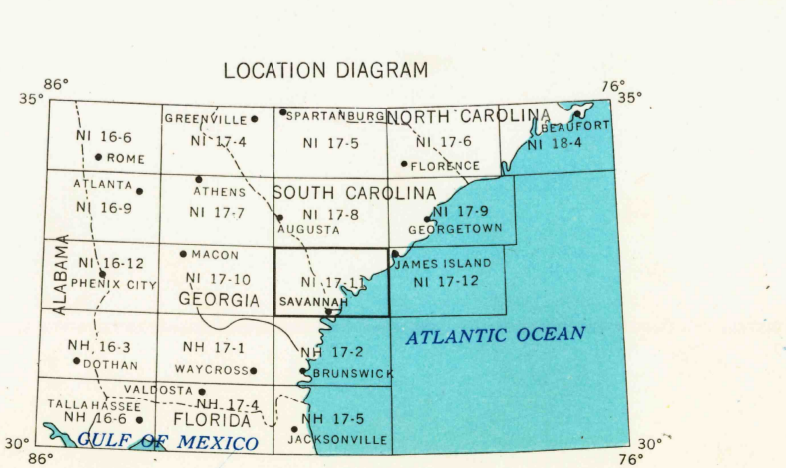 LOCATION DIAGRAM
86°
76°
35°
35°
GREENVILLE
SPARTANBURG
NORTH CAROLINA
BEAUFORT
NI 16-6
NI 17-4
NI 17-5
NI 17-6
NI 18-4
ROME
FLORENCE
ATLANTA
ATHENS
SOUTH CAROLINA
NI 16-9
NI 17-7
NI 17-8
NI 17-9
AUGUSTA
GEORGETOWN
ALABAMA
MACON
JAMES ISLAND
NI 16-12
NI 17-10
NI 17-11
NI 17-12
PHENIX CITY
GEORGIA
SAVANNAH
ATLANTIC OCEAN
NH 16-3
NH 17-1
NH 17-2
DOTHAN
WAYCROSS
BRUNSWICK
VALDOSTA
TALLAHASSEE
NH 17-4
NH 16-6
FLORIDA
NH 17-5
GULF OF MEXICO
JACKSONVILLE
30°
30°
86°
76°